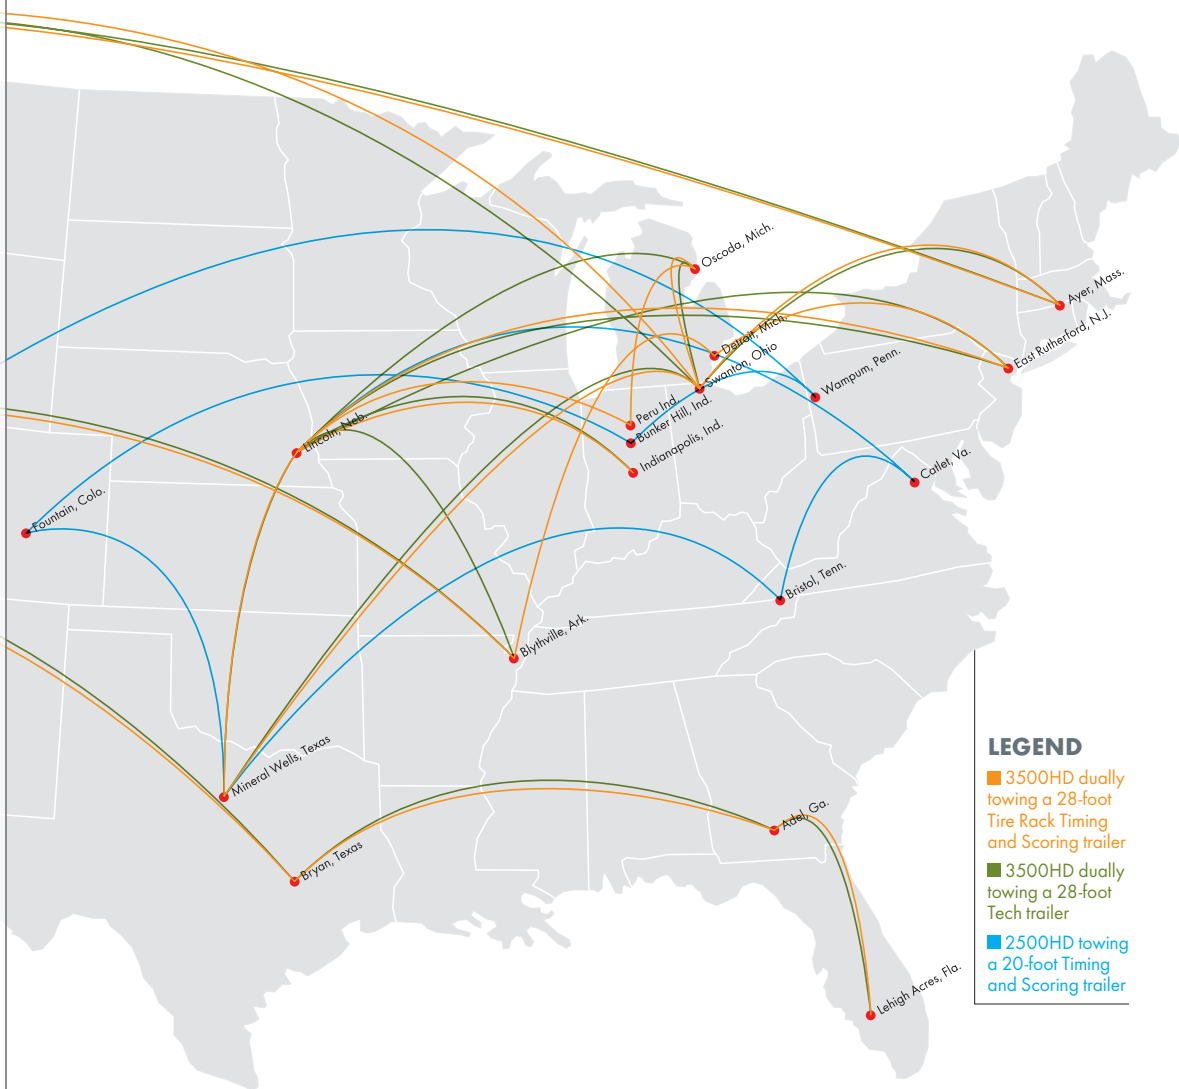 Oscoda, Mich.
Ayer, Mass.
East Rutherford, N.J.
Detroit, Mich.
Swanton, Ohio
Wampum, Penn.
Peru Ind.
Bunker Hill, Ind.
Indianapolis, Ind.
Lincoln, Neb.
Catlet, Va.
Fountain, Colo.
Bristol, Tenn.
Blythville, Ark.
Mineral Wells, Texas
Adel, Ga.
Bryan, Texas
Lehigh Acres, Fla.
LEGEND
3500HD dually
towing a 28-foot
Tire Rack Timing
and Scoring trailer
3500HD dually
towing a 28-foot
Tech trailer
2500HD towing
a 20-foot Timing
and Scoring trailer